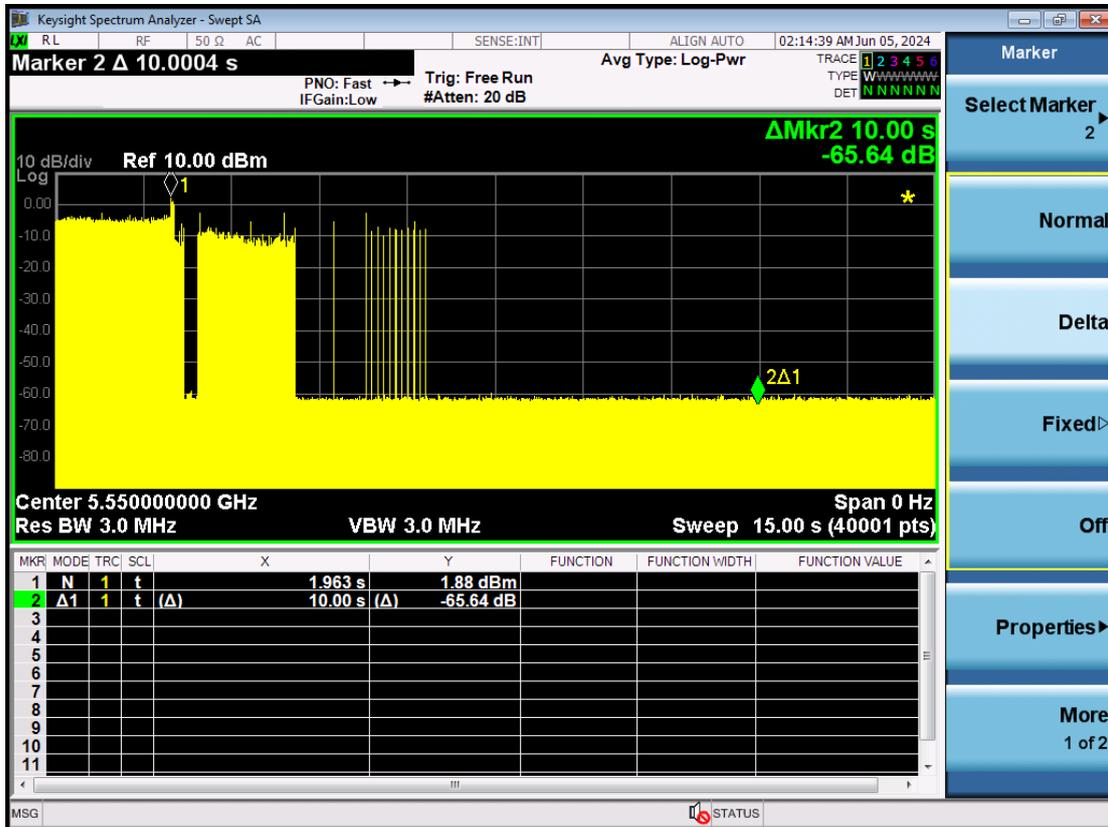 Keysight Spectrum Analyzer - Swept SA
LXI RL RF 50 Ω AC SENSE:INT ALIGN AUTO 02:14:39 AM Jun 05, 2024
Marker 2 Δ 10.0004 s
PNO: Fast
IFGain:Low
Trig: Free Run
#Atten: 20 dB
Avg Type: Log-Pwr
TRACE 1 2 3 4 5 6
TYPE WWWWWW
DET N N N N N N
ΔMkr2 10.00 s
-65.64 dB
10 dB/div Ref 10.00 dBm
Log
1
0.00
-10.0
-20.0
-30.0
-40.0
-50.0
-60.0
-70.0
-80.0
2Δ1
*
Center 5.550000000 GHz Span 0 Hz
Res BW 3.0 MHz VBW 3.0 MHz Sweep 15.00 s (40001 pts)
MKR MODE TRC SCL X Y FUNCTION FUNCTION WIDTH FUNCTION VALUE
1 N 1 t 1.963 s 1.88 dBm
2 Δ1 1 t (Δ) 10.00 s (Δ) -65.64 dB
3
4
5
6
7
8
9
10
11
MSG STATUS
Marker
Select Marker
2
Normal
Delta
Fixed
Off
Properties
More
1 of 2